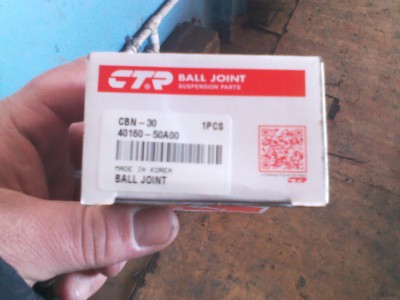 CTR BALL JOINT
SUSPENSION PARTS
CBN-30 1PCS
40160-50A00
MADE IN KOREA
BALL JOINT
CTR